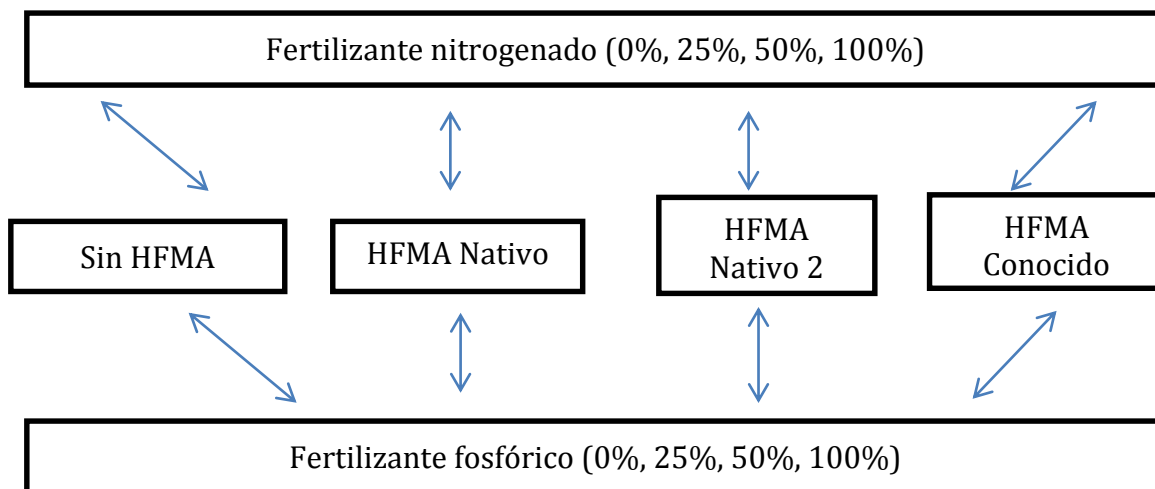 Fertilizante nitrogenado (0%, 25%, 50%, 100%)
Sin HFMA
HFMA Nativo
HFMA
Nativo 2
HFMA
Conocido
Fertilizante fosfórico (0%, 25%, 50%, 100%)